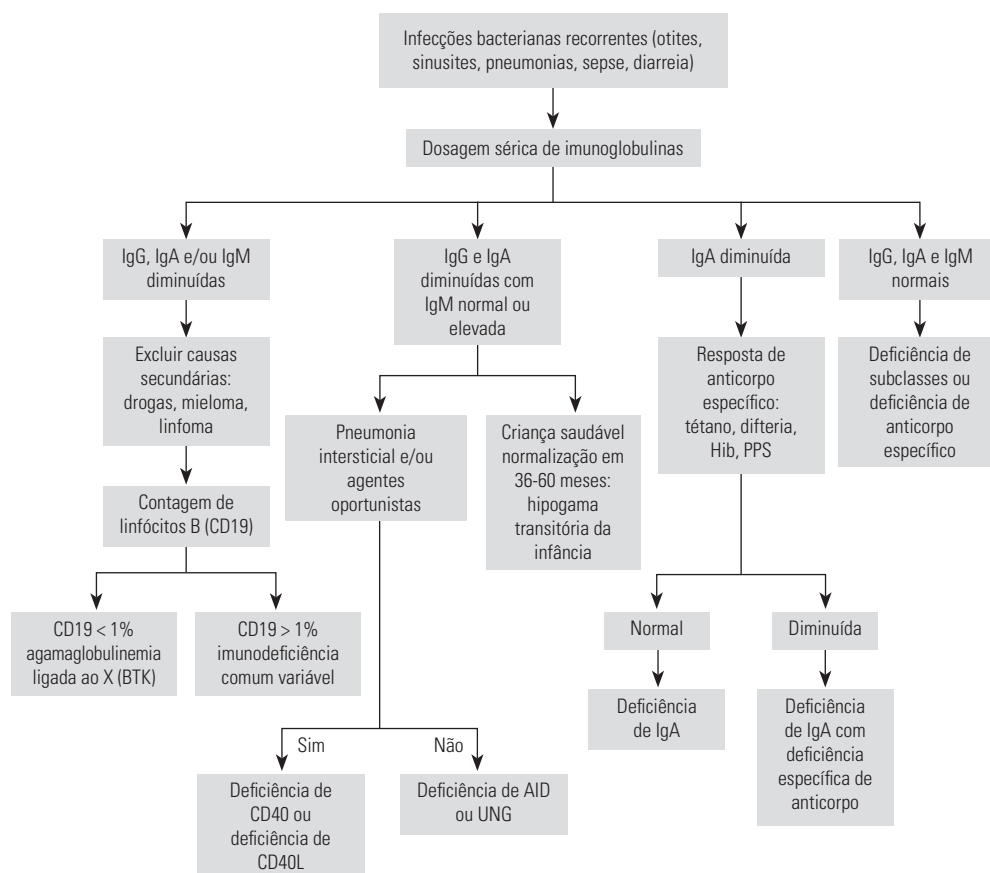 Infecções bacterianas recorrentes (otites,
sinusites, pneumonias, sepse, diarreia)
Dosagem sérica de imunoglobulinas
IgG, IgA e/ou IgM
diminuídas
IgG e IgA
diminuídas com
IgM normal ou
elevada
IgA diminuída
IgG, IgA e IgM
normais
Excluir causas
secundárias:
drogas, mieloma,
linfoma
Resposta de
anticorpo
específico:
tétano, difteria,
Hib, PPS
Deficiência de
subclasses ou
deficiência de
anticorpo
específico
Pneumonia
intersticial e/ou
agentes
oportunistas
Criança saudável
normalização em
36-60 meses:
hipogama
transitória da
infância
Contagem de
linfócitos B (CD19)
CD19 < 1%
agamaglobulinemia
ligada ao X (BTK)
CD19 > 1%
imunodeficiência
comum variável
Normal
Diminuída
Deficiência
de IgA
Deficiência
de IgA com
deficiência
específica de
anticorpo
Sim
Não
Deficiência de
CD40 ou
deficiência de
CD40L
Deficiência de AID
ou UNG